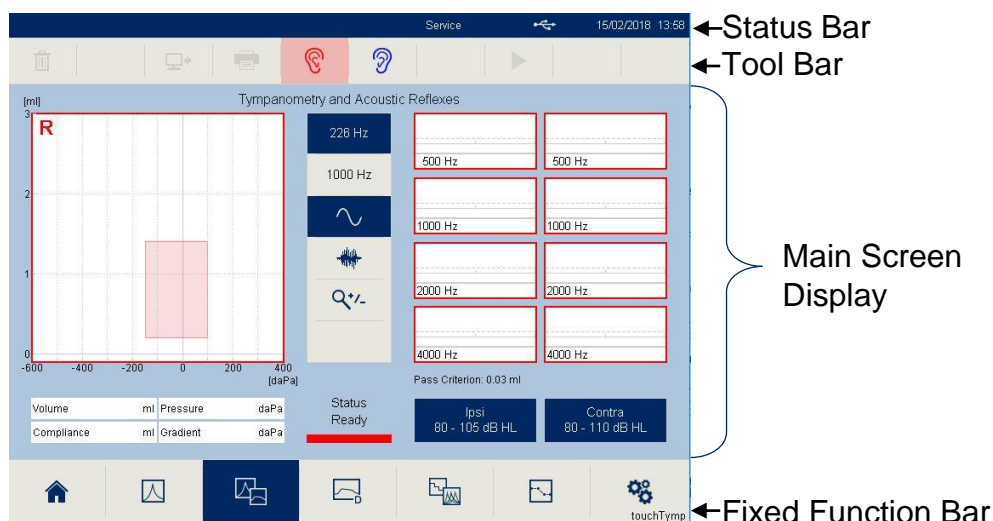 Service 15/02/2018 13:58
Status Bar
Tool Bar
[ml] Tympanometry and Acoustic Reflexes
3
R
2
1
0
-600 -400 -200 0 200 400
[daPa]
226 Hz
1000 Hz
+/-
500 Hz 500 Hz
1000 Hz 1000 Hz
2000 Hz 2000 Hz
4000 Hz 4000 Hz
Pass Criterion: 0.03 ml
Main Screen
Display
Volume ml Pressure daPa
Compliance ml Gradient daPa
Status
Ready
Ipsi
80 - 105 dB HL
Contra
80 - 110 dB HL
D
touchTymp
Fixed Function Bar